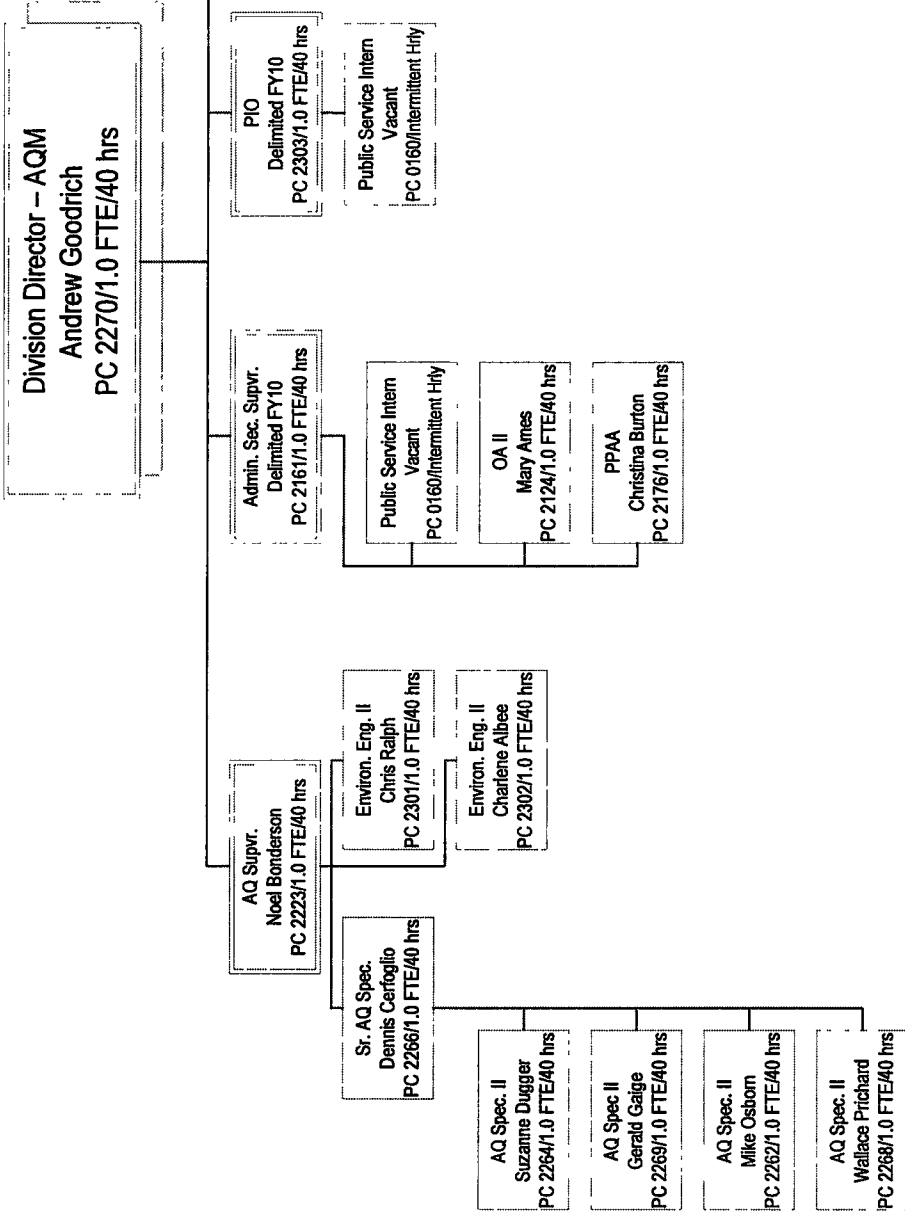 Division Director – AQM
Andrew Goodrich
PC 2270/1.0 FTE/40 hrs
AQ Supvr.
Noel Bonderson
PC 2223/1.0 FTE/40 hrs
Sr. AQ Spec.
Dennis Cerfoglio
PC 2266/1.0 FTE/40 hrs
AQ Spec. II
Suzanne Dugger
PC 2264/1.0 FTE/40 hrs
AQ Spec II
Gerald Gaige
PC 2269/1.0 FTE/40 hrs
AQ Spec. II
Mike Osborn
PC 2262/1.0 FTE/40 hrs
AQ Spec. II
Wallace Prichard
PC 2268/1.0 FTE/40 hrs
Environ. Eng. II
Chris Ralph
PC 2301/1.0 FTE/40 hrs
Environ. Eng. II
Charlene Albee
PC 2302/1.0 FTE/40 hrs
Admin. Sec. Supvr.
Delimited FY10
PC 2161/1.0 FTE/40 hrs
Public Service Intern
Vacant
PC 0160/Intermittent Hrly
OA II
Mary Ames
PC 2124/1.0 FTE/40 hrs
PPAA
Christina Burton
PC 2176/1.0 FTE/40 hrs
PIO
Delimited FY10
PC 2303/1.0 FTE/40 hrs
Public Service Intern
Vacant
PC 0160/Intermittent Hrly